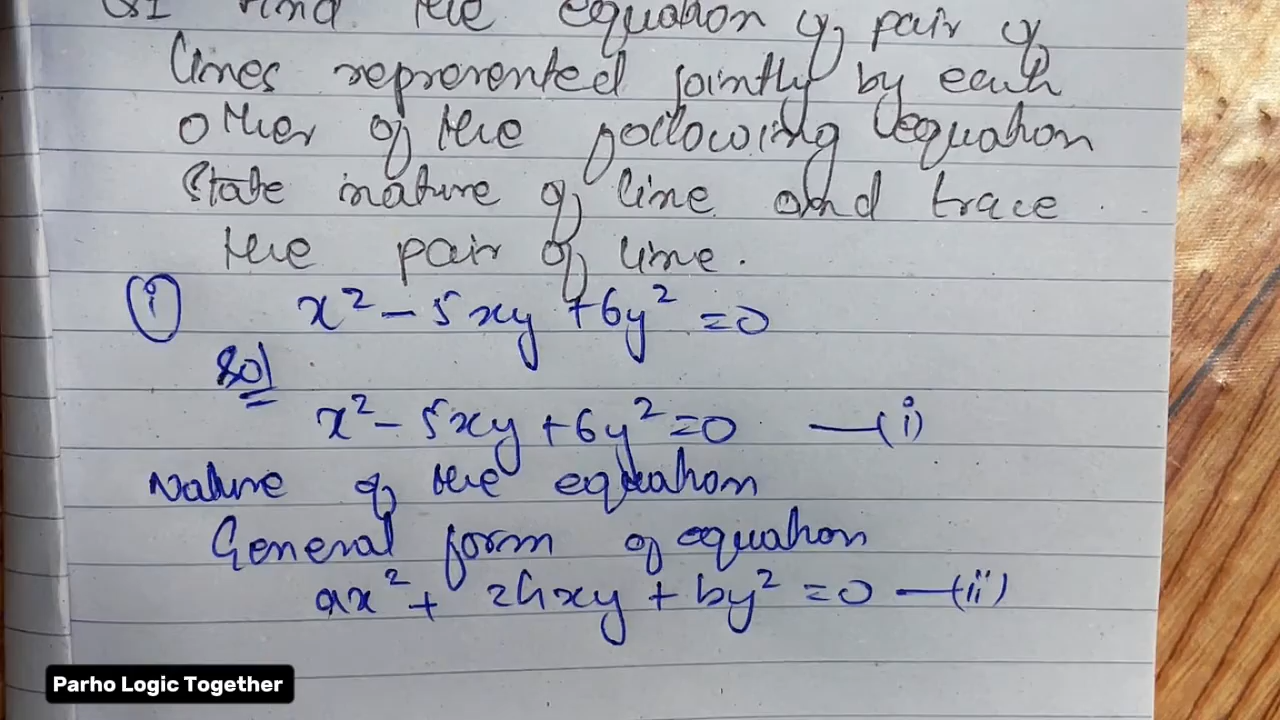 Q1 Find the equation of pair of
lines represented jointly by each
other of the following equation
State nature of line and trace
the pair of line.
(i) x² - 5xy + 6y² = 0
Sol
x² - 5xy + 6y² = 0 —(i)
Nature of the equation
General form of equation
ax² + 2hxy + by² = 0 —(ii)
Parho Logic Together